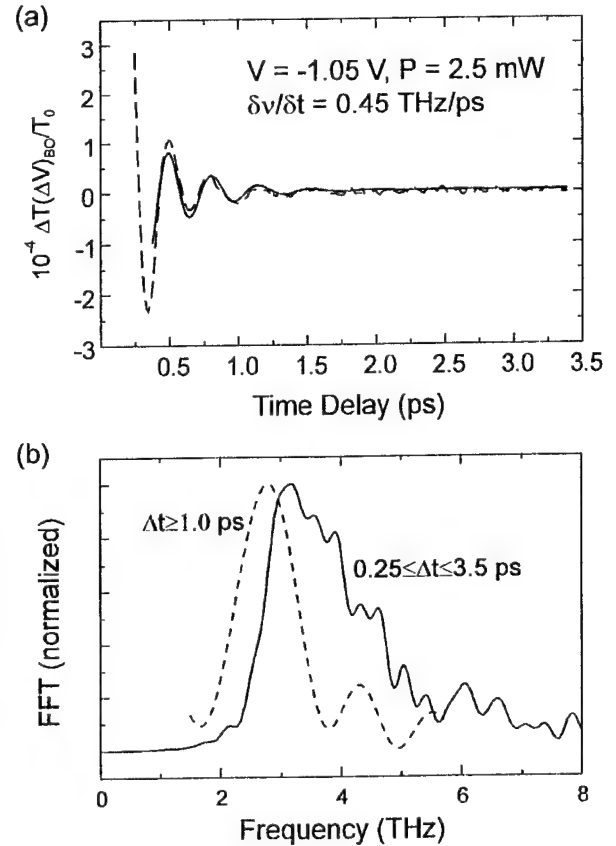 (a)
V = -1.05 V, P = 2.5 mW
δν/δt = 0.45 THz/ps
10⁻⁴ ΔT(ΔV)BO/T₀
3
2
1
0
-1
-2
-3
0.5 1.0 1.5 2.0 2.5 3.0 3.5
Time Delay (ps)
(b)
Δt≥1.0 ps
0.25≤Δt≤3.5 ps
FFT (normalized)
0 2 4 6 8
Frequency (THz)